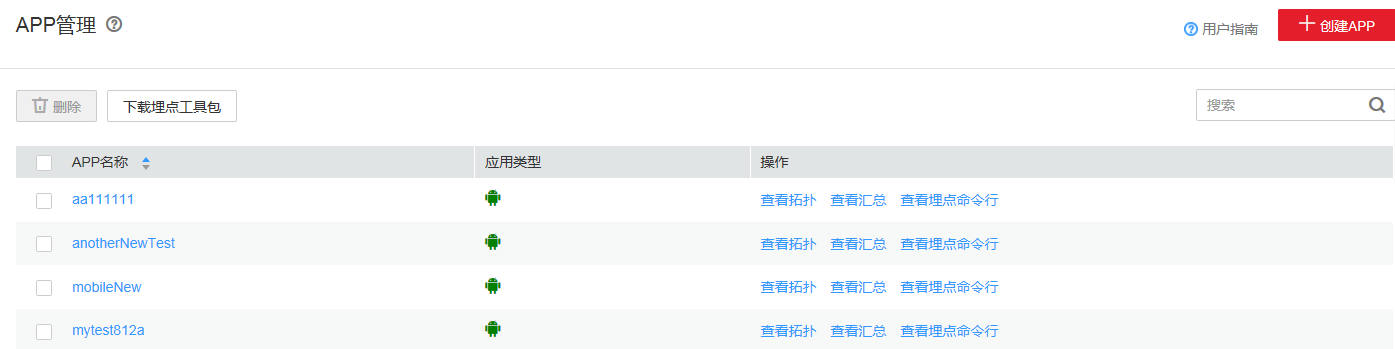 APP管理
用户指南
创建APP
删除 下载埋点工具包
搜索
APP名称 应用类型 操作
aa111111 查看拓扑 查看汇总 查看埋点命令行
anotherNewTest 查看拓扑 查看汇总 查看埋点命令行
mobileNew 查看拓扑 查看汇总 查看埋点命令行
mytest812a 查看拓扑 查看汇总 查看埋点命令行